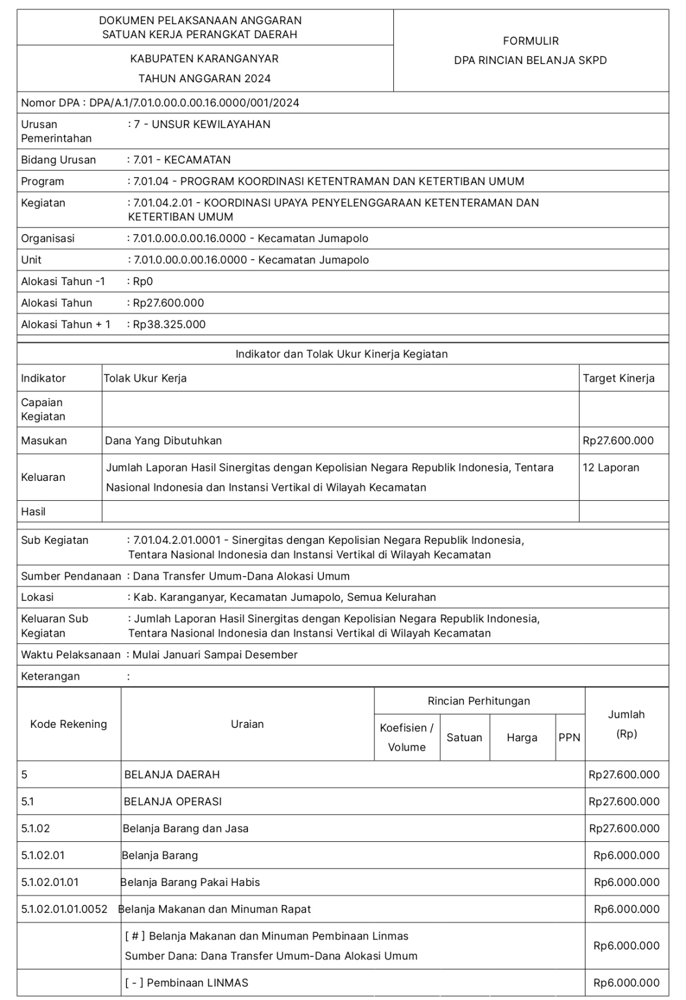 DOKUMEN PELAKSANAAN ANGGARAN
SATUAN KERJA PERANGKAT DAERAH
KABUPATEN KARANGANYAR
TAHUN ANGGARAN 2024
FORMULIR
DPA RINCIAN BELANJA SKPD
Nomor DPA : DPA/A.1/7.01.0.00.0.00.16.0000/001/2024
Urusan Pemerintahan : 7 - UNSUR KEWILAYAHAN
Bidang Urusan : 7.01 - KECAMATAN
Program : 7.01.04 - PROGRAM KOORDINASI KETENTRAMAN DAN KETERTIBAN UMUM
Kegiatan : 7.01.04.2.01 - KOORDINASI UPAYA PENYELENGGARAAN KETENTERAMAN DAN
KETERTIBAN UMUM
Organisasi : 7.01.0.00.0.00.16.0000 - Kecamatan Jumapolo
Unit : 7.01.0.00.0.00.16.0000 - Kecamatan Jumapolo
Alokasi Tahun -1 : Rp0
Alokasi Tahun : Rp27.600.000
Alokasi Tahun + 1 : Rp38.325.000
Indikator dan Tolak Ukur Kinerja Kegiatan
Indikator Tolak Ukur Kerja Target Kinerja
Capaian
Kegiatan
Masukan Dana Yang Dibutuhkan Rp27.600.000
Keluaran
Jumlah Laporan Hasil Sinergitas dengan Kepolisian Negara Republik Indonesia, Tentara
Nasional Indonesia dan Instansi Vertikal di Wilayah Kecamatan
12 Laporan
Hasil
Sub Kegiatan : 7.01.04.2.01.0001 - Sinergitas dengan Kepolisian Negara Republik Indonesia,
Tentara Nasional Indonesia dan Instansi Vertikal di Wilayah Kecamatan
Sumber Pendanaan : Dana Transfer Umum-Dana Alokasi Umum
Lokasi : Kab. Karanganyar, Kecamatan Jumapolo, Semua Kelurahan
Keluaran Sub : Jumlah Laporan Hasil Sinergitas dengan Kepolisian Negara Republik Indonesia,
Kegiatan Tentara Nasional Indonesia dan Instansi Vertikal di Wilayah Kecamatan
Waktu Pelaksanaan : Mulai Januari Sampai Desember
Keterangan :
Kode Rekening
Uraian
Rincian Perhitungan
Koefisien /
Volume
Satuan
Harga
PPN
Jumlah
(Rp)
5 BELANJA DAERAH Rp27.600.000
5.1 BELANJA OPERASI Rp27.600.000
5.1.02 Belanja Barang dan Jasa Rp27.600.000
5.1.02.01 Belanja Barang Rp6.000.000
5.1.02.01.01 Belanja Barang Pakai Habis Rp6.000.000
5.1.02.01.01.0052 Belanja Makanan dan Minuman Rapat Rp6.000.000
[ # ] Belanja Makanan dan Minuman Pembinaan Linmas
Sumber Dana: Dana Transfer Umum-Dana Alokasi Umum
Rp6.000.000
[ - ] Pembinaan LINMAS Rp6.000.000